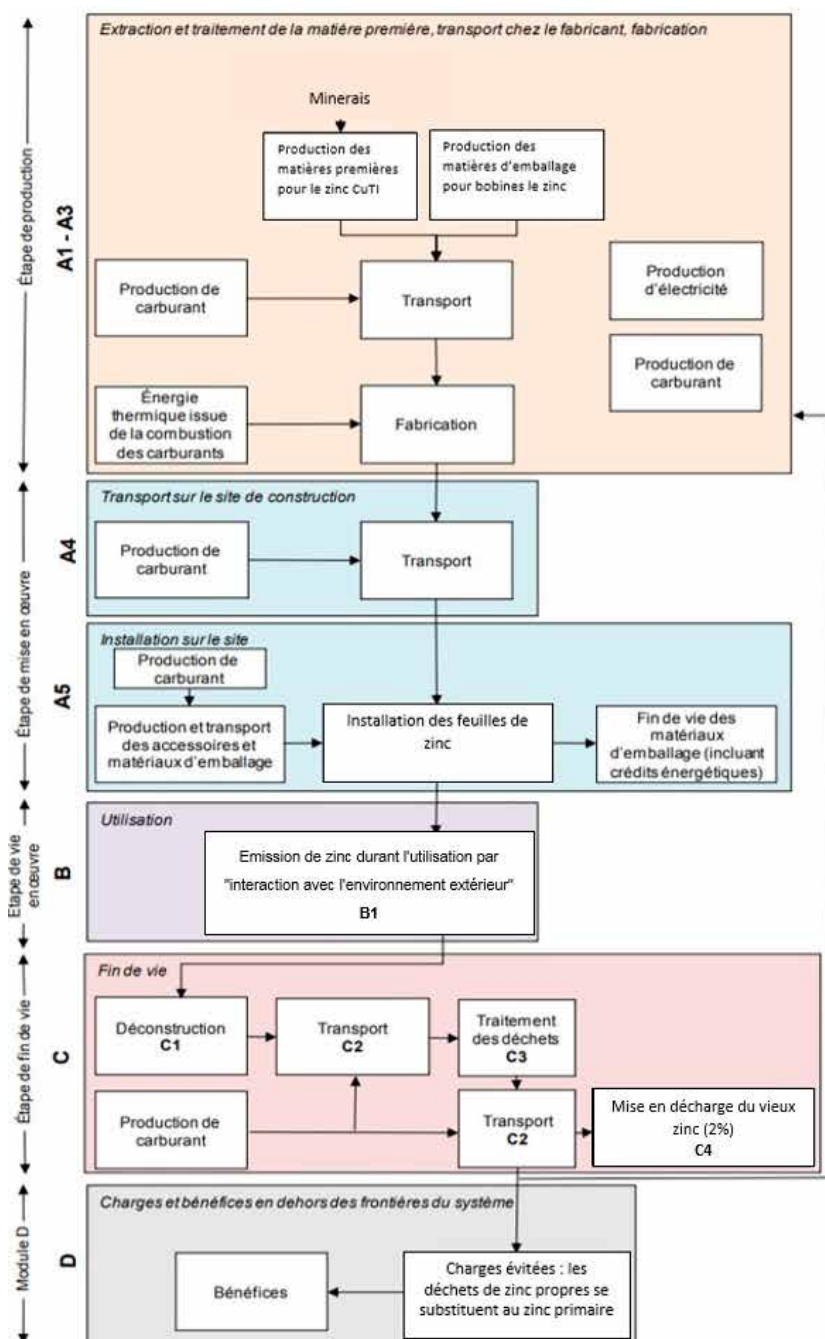 Extraction et traitement de la matière première, transport chez le fabricant, fabrication
Minerais
Production des
matières premières
pour le zinc CuTI
Production des
matières d'emballage
pour bobines le zinc
Étape de production
A1 - A3
Production de
carburant
Transport
Production
d'électricité
Production de
carburant
Énergie
thermique issue
de la combustion
des carburants
Fabrication
Étape de mise en œuvre
A4
Transport sur le site de construction
Production de
carburant
Transport
A5
Installation sur le site
Production de
carburant
Production et transport
des accessoires et
matériaux d'emballage
Installation des feuilles de
zinc
Fin de vie des
matériaux
d'emballage (incluant
crédits énergétiques)
Etape de vie
en œuvre
B
Utilisation
Emission de zinc durant l'utilisation par
"interaction avec l'environnement extérieur"
B1
Étape de fin de vie
C
Fin de vie
Déconstruction
C1
Transport
C2
Traitement
des déchets
C3
Production de
carburant
Transport
C2
Mise en décharge du vieux
zinc (2%)
C4
Module D
D
Charges et bénéfices en dehors des frontières du système
Bénéfices
Charges évitées : les
déchets de zinc propres se
substituent au zinc primaire